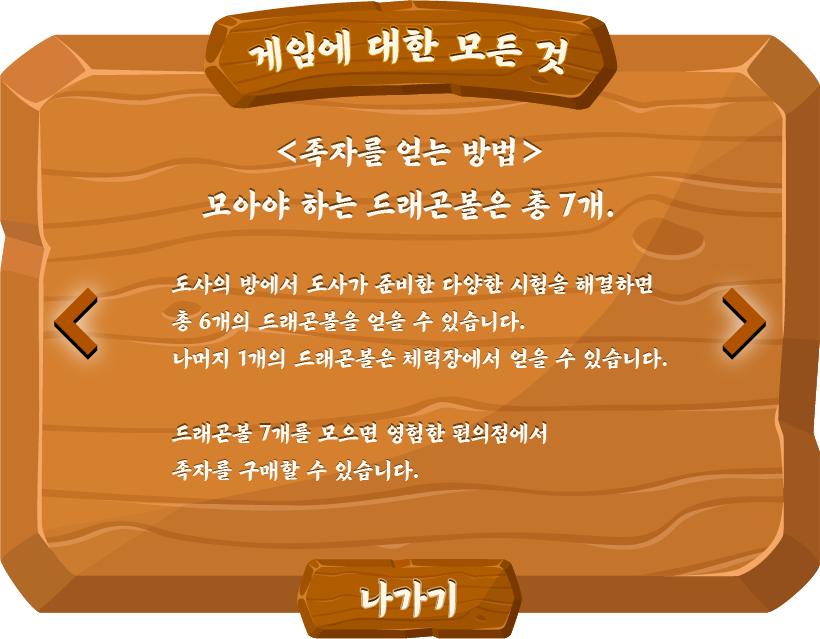 게임에 대한 모든 것
<족자를 얻는 방법>
모아야 하는 드래곤볼은 총 7개.
도사의 방에서 도사가 준비한 다양한 시험을 해결하면
총 6개의 드래곤볼을 얻을 수 있습니다.
나머지 1개의 드래곤볼은 체력장에서 얻을 수 있습니다.
드래곤볼 7개를 모으면 영험한 편의점에서
족자를 구매할 수 있습니다.
나가기